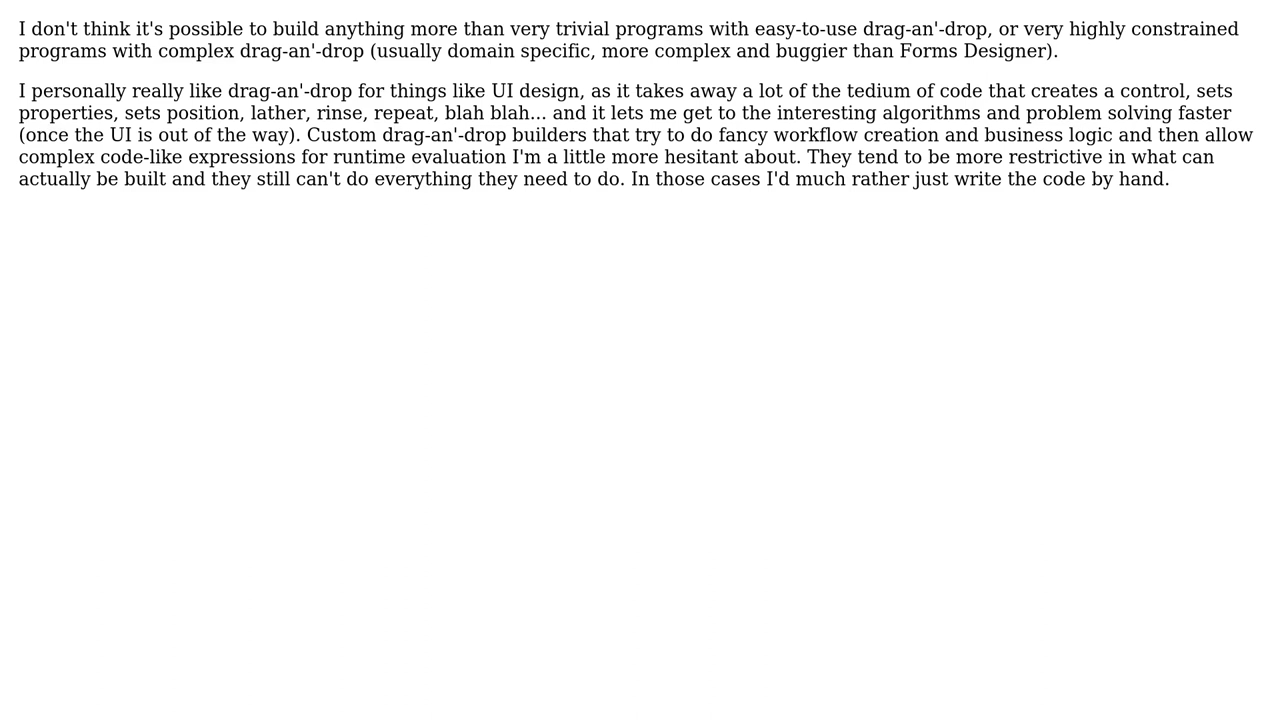 I don't think it's possible to build anything more than very trivial programs with easy-to-use drag-an'-drop, or very highly constrained
programs with complex drag-an'-drop (usually domain specific, more complex and buggier than Forms Designer).
I personally really like drag-an'-drop for things like UI design, as it takes away a lot of the tedium of code that creates a control, sets
properties, sets position, lather, rinse, repeat, blah blah... and it lets me get to the interesting algorithms and problem solving faster
(once the UI is out of the way). Custom drag-an'-drop builders that try to do fancy workflow creation and business logic and then allow
complex code-like expressions for runtime evaluation I'm a little more hesitant about. They tend to be more restrictive in what can
actually be built and they still can't do everything they need to do. In those cases I'd much rather just write the code by hand.